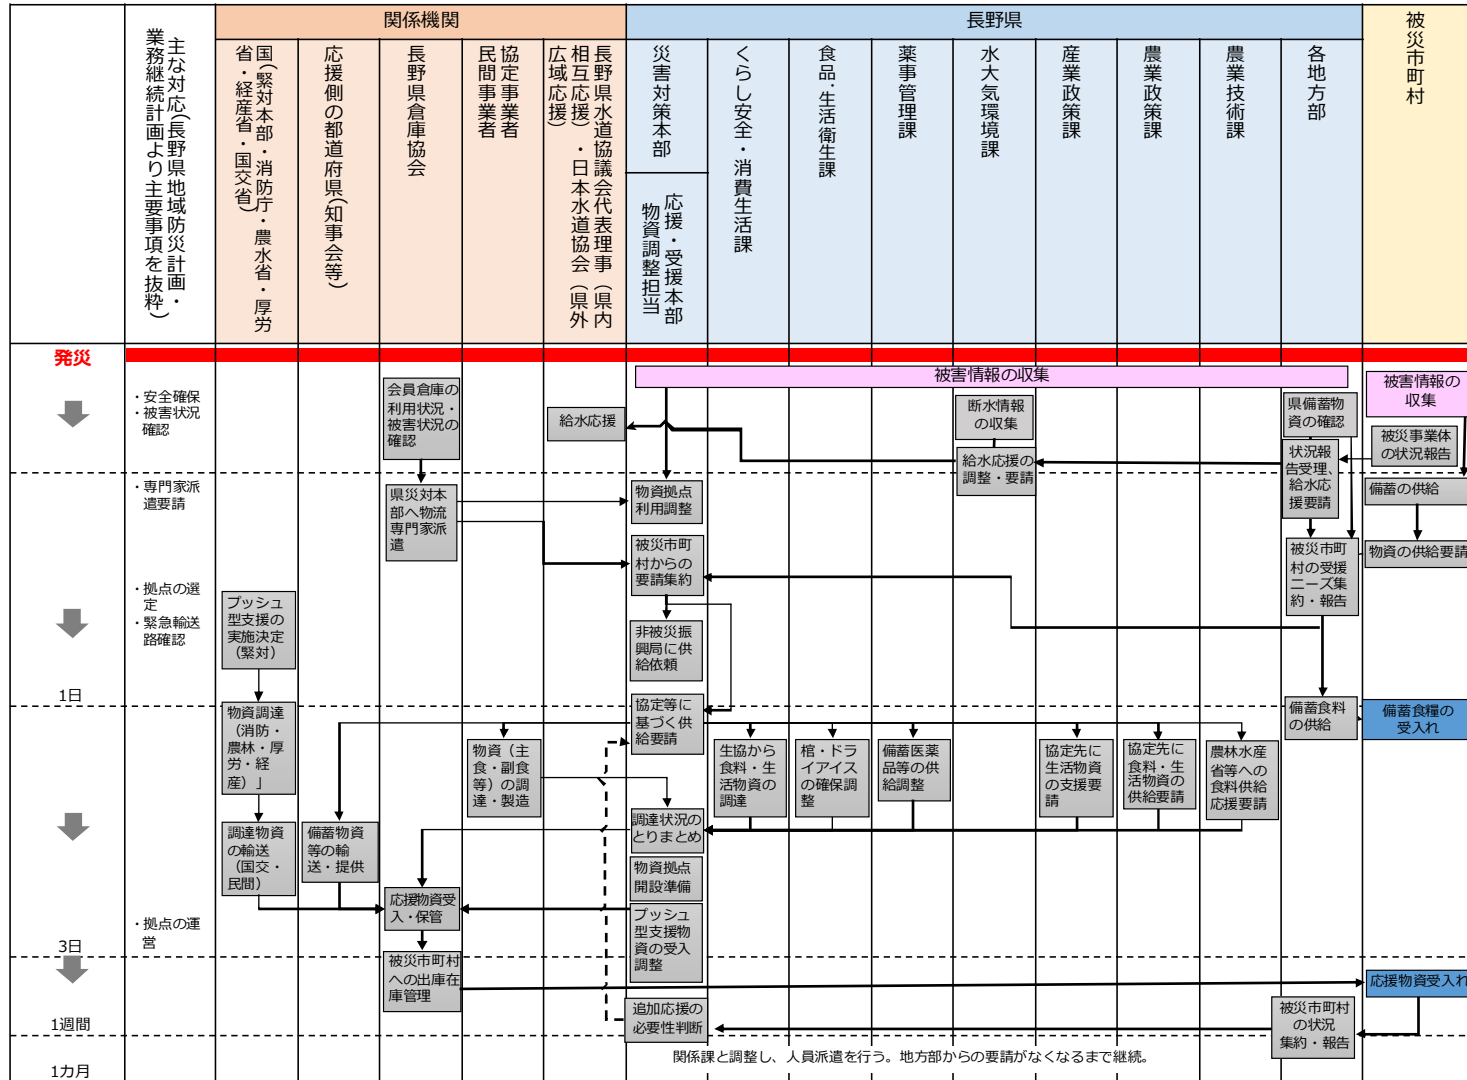 関係機関
長野県
被災市町村
主な対応(長野県地域防災計画・
業務継続計画より主要事項を抜粋)
国(緊対本部・消防庁・農水省・厚労
省・経産省・国交省)
応援側の都道府県(知事会等)
長野県倉庫協会
協定事業者
民間事業者
長野県水道協議会代表理事(県内
相互応援)・日本水道協会(県外
広域応援)
災害対策本部
応援・受援本部
物資調整担当
くらし安全・消費生活課
食品・生活衛生課
薬事管理課
水大気環境課
産業政策課
農業政策課
農業技術課
各地方部
発災
・安全確保
・被害状況
確認
会員倉庫の
利用状況・
被害状況の
確認
給水応援
被害情報の収集
断水情報
の収集
県備蓄物
資の確認
被害情報の
収集
被災事業体
の状況報告
給水応援の
調整・要請
状況報
告受理、
給水応
援要請
・専門家派
遣要請
県災対本
部へ物流
専門家派
遣
物資拠点
利用調整
備蓄の供給
被災市町
村からの
要請集約
被災市町
村の受援
ニーズ集
約・報告
物資の供給要請
・拠点の選
定
・緊急輸送
路確認
プッシュ
型支援の
実施決定
(緊対)
非被災振
興局に供
給依頼
1日
物資調達
(消防・
農林・厚
労・経
産)」
協定等に
基づく供
給要請
備蓄食料
の供給
備蓄食糧の
受入れ
物資(主
食・副食
等)の調
達・製造
生協から
食料・生
活物資の
調達
棺・ドラ
イアイス
の確保調
整
備蓄医薬
品等の供
給調整
協定先に
生活物資
の支援要
請
協定先に
食料・生
活物資の
供給要請
農林水産
省等への
食料供給
応援要請
調達物資
の輸送
(国交・
民間)
備蓄物資
等の輸
送・提供
調達状況の
とりまとめ
物資拠点
開設準備
応援物資受
入・保管
・拠点の運
営
プッシュ
型支援物
資の受入
調整
3日
被災市町村
への出庫在
庫管理
応援物資受入れ
1週間
追加応援の
必要性判断
被災市町村
の状況
集約・報告
関係課と調整し、人員派遣を行う。地方部からの要請がなくなるまで継続。
1カ月